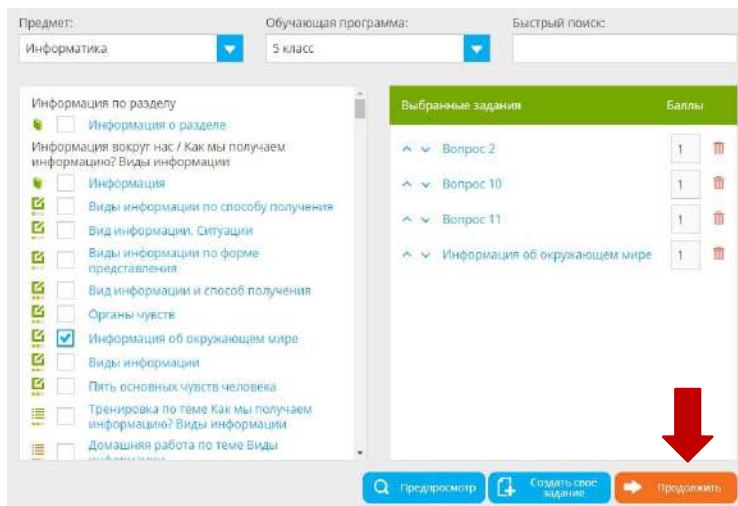 Предмет:
Обучающая программа:
Быстрый поиск:
Информатика
5 класс
Информация по разделу
Информация о разделе
Информация вокруг нас / Как мы получаем
информацию? Виды информации
Информация
Виды информации по способу получения
Вид информации. Ситуации
Виды информации по форме
представления
Вид информации и способ получения
Органы чувств
Информация об окружающем мире
Виды информации
Пять основных чувств человека
Тренировка по теме Как мы получаем
информацию? Виды информации
Домашняя работа по теме Виды
Выбранные задания
Баллы
Вопрос 2
1
Вопрос 10
1
Вопрос 11
1
Информация об окружающем мире
1
Предпросмотр
Создать свое
задание
Продолжить